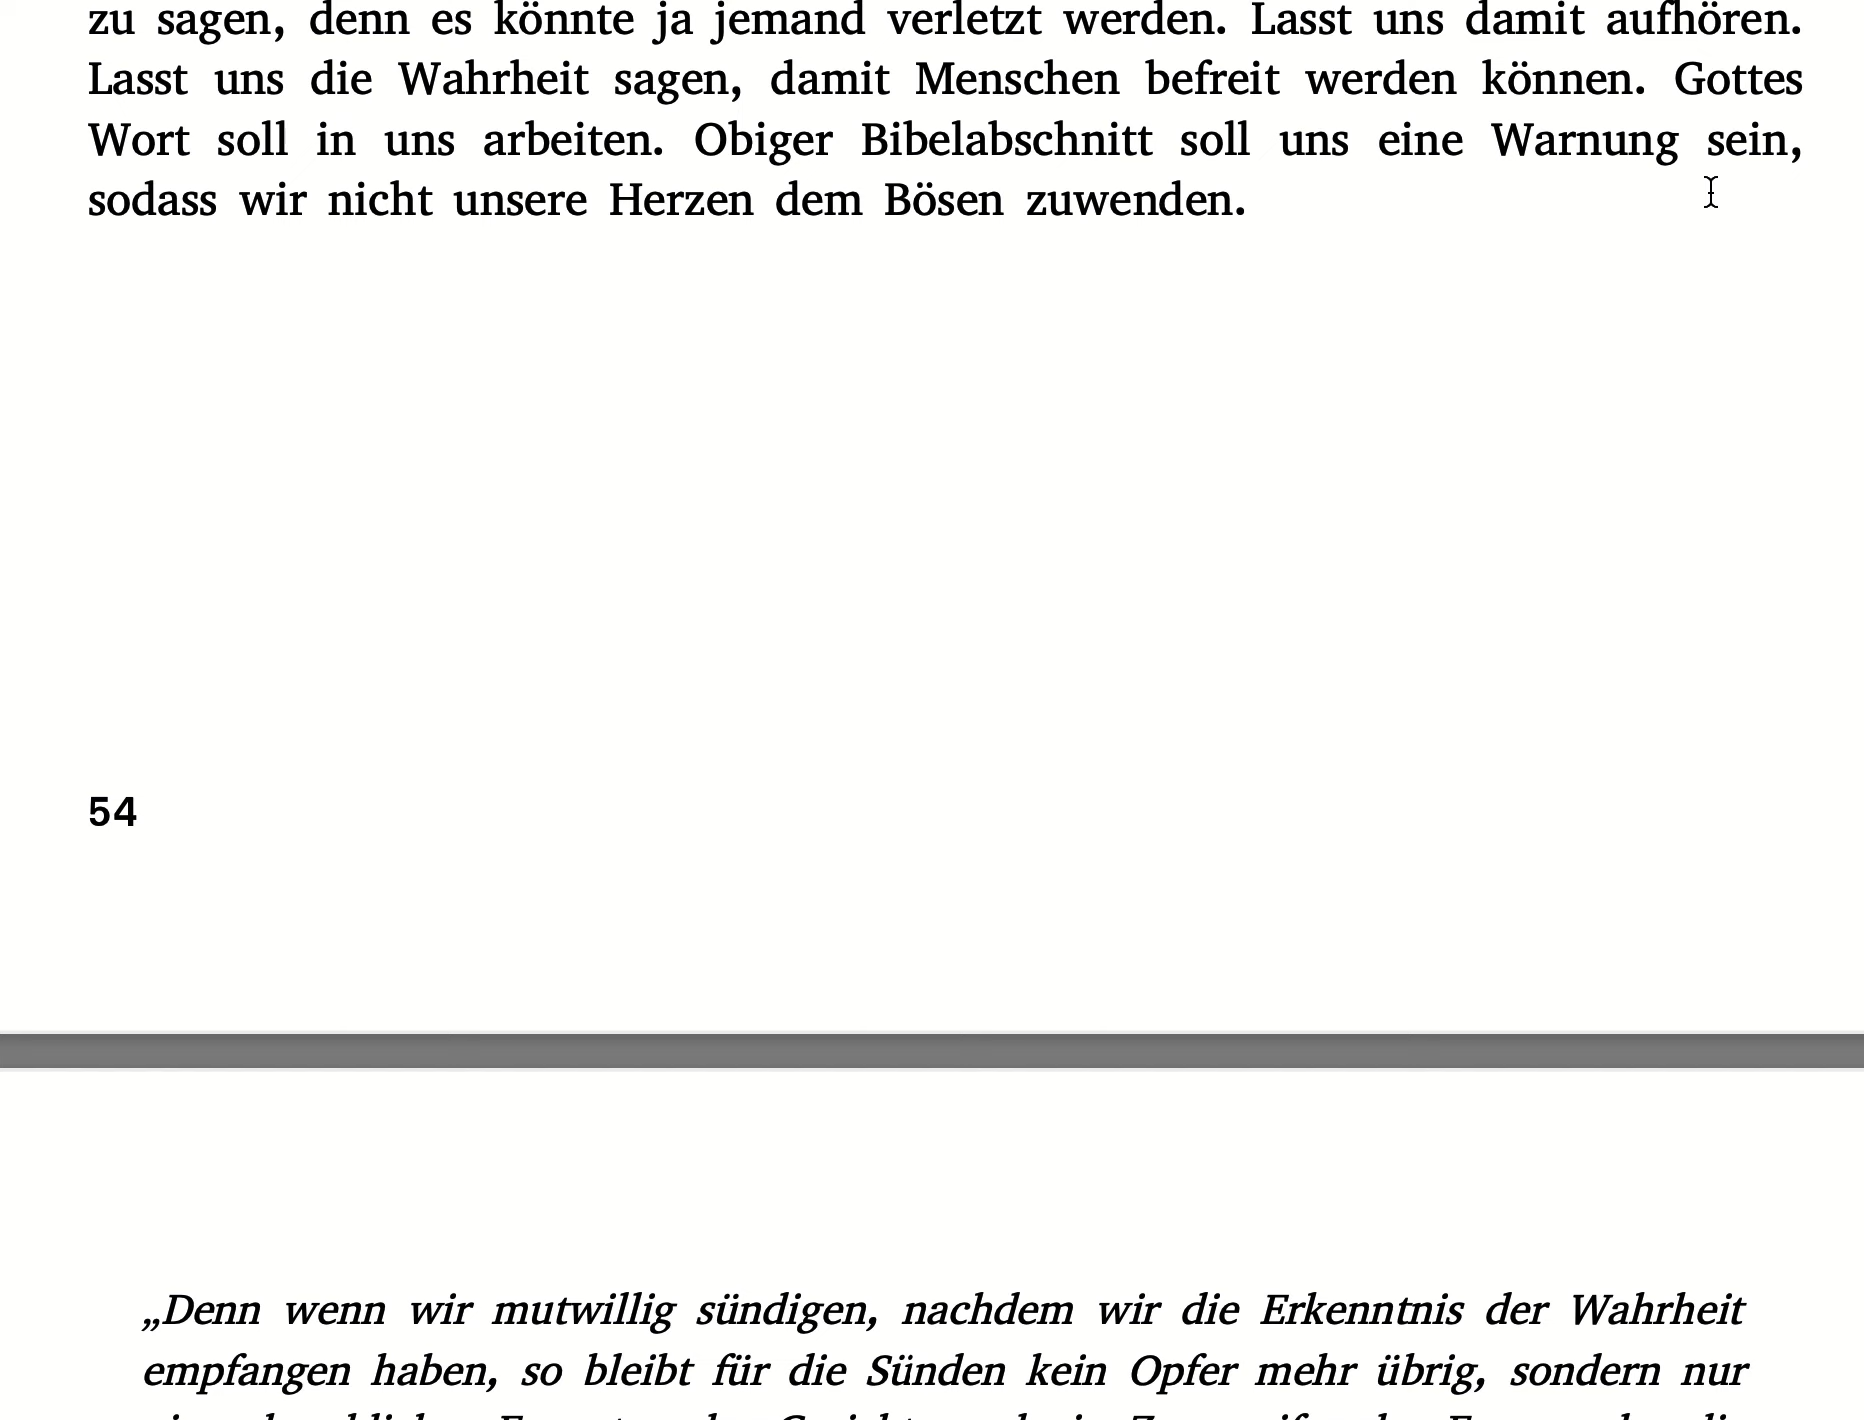 zu sagen, denn es könnte ja jemand verletzt werden. Lasst uns damit aufhören.
Lasst uns die Wahrheit sagen, damit Menschen befreit werden können. Gottes
Wort soll in uns arbeiten. Obiger Bibelabschnitt soll uns eine Warnung sein,
sodass wir nicht unsere Herzen dem Bösen zuwenden.
54
„Denn wenn wir mutwillig sündigen, nachdem wir die Erkenntnis der Wahrheit
empfangen haben, so bleibt für die Sünden kein Opfer mehr übrig, sondern nur